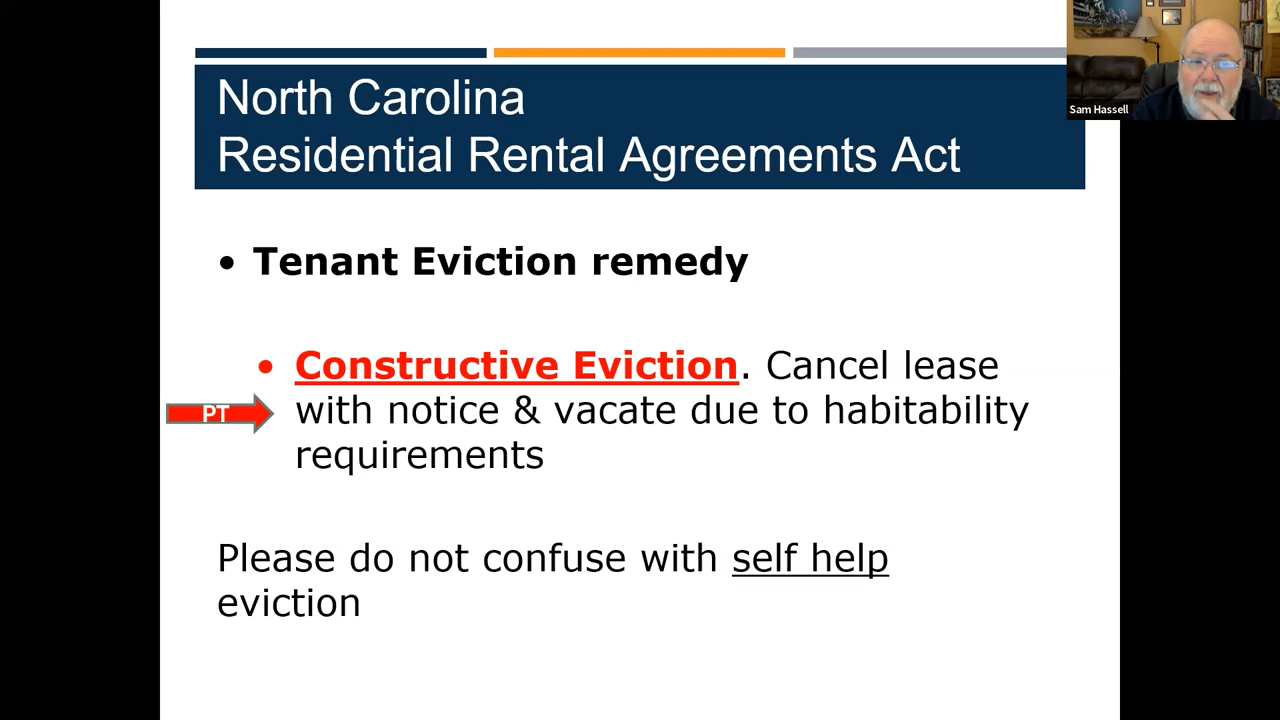 North Carolina
Residential Rental Agreements Act
Sam Hassell
• Tenant Eviction remedy
• Constructive Eviction. Cancel lease
PT
with notice & vacate due to habitability
requirements
Please do not confuse with self help
eviction